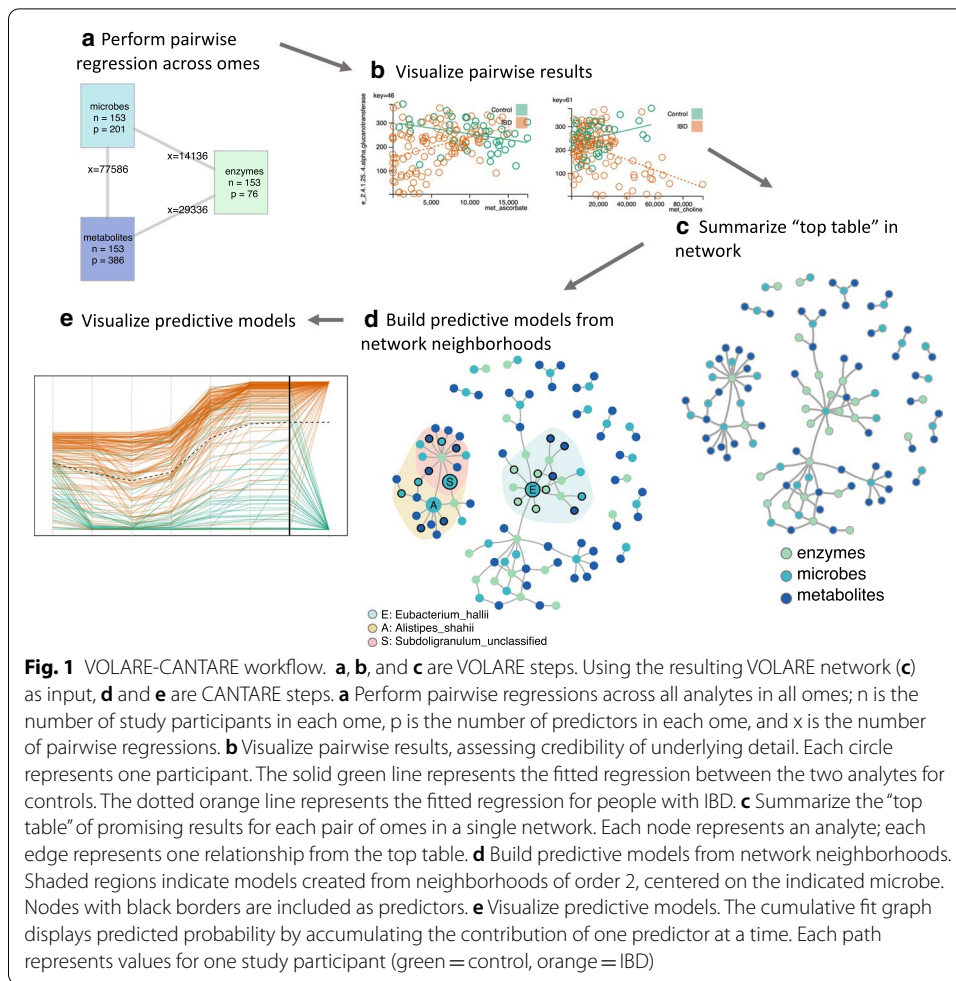 a Perform pairwise
regression across omes
microbes
n = 153
p = 201
x=77586
x=14136
enzymes
n = 153
p = 76
x=29336
metabolites
n = 153
p = 386
b Visualize pairwise results
key=46
Control
IBD
e_2.4.1.25..4.alpha.glucanotransferase
300
200
100
5,000
10,000
15,000
met_ascorbate
key=61
Control
IBD
300
200
100
20,000
40,000
60,000
80,000
met_choline
c Summarize “top table” in
network
enzymes
microbes
metabolites
d Build predictive models from
network neighborhoods
S
A
E
E: Eubacterium_hallii
A: Alistipes_shahii
S: Subdoligranulum_unclassified
e Visualize predictive models
Fig. 1 VOLARE-CANTARE workflow. a, b, and c are VOLARE steps. Using the resulting VOLARE network (c)
as input, d and e are CANTARE steps. a Perform pairwise regressions across all analytes in all omes; n is the
number of study participants in each ome, p is the number of predictors in each ome, and x is the number
of pairwise regressions. b Visualize pairwise results, assessing credibility of underlying detail. Each circle
represents one participant. The solid green line represents the fitted regression between the two analytes for
controls. The dotted orange line represents the fitted regression for people with IBD. c Summarize the “top
table” of promising results for each pair of omes in a single network. Each node represents an analyte; each
edge represents one relationship from the top table. d Build predictive models from network neighborhoods.
Shaded regions indicate models created from neighborhoods of order 2, centered on the indicated microbe.
Nodes with black borders are included as predictors. e Visualize predictive models. The cumulative fit graph
displays predicted probability by accumulating the contribution of one predictor at a time. Each path
represents values for one study participant (green = control, orange = IBD)